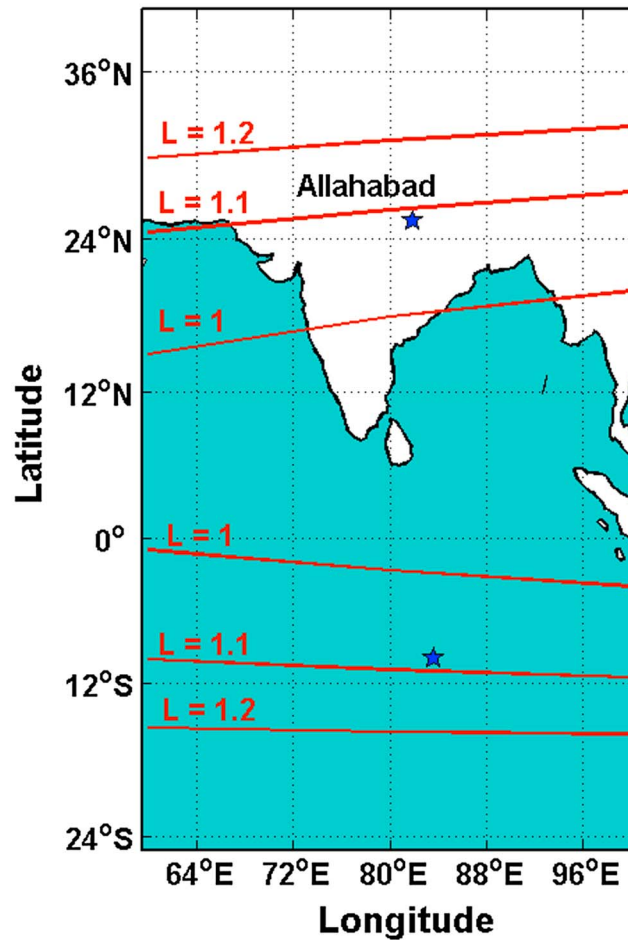 36°N
L = 1.2
Allahabad
L = 1.1
24°N
L = 1
12°N
Latitude
0°
L = 1
L = 1.1
12°S
L = 1.2
24°S
64°E 72°E 80°E 88°E 96°E
Longitude